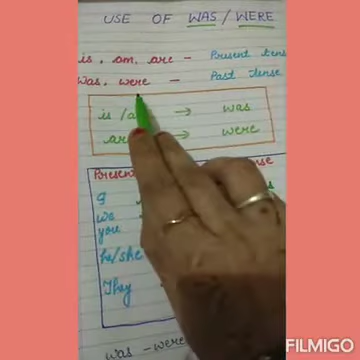 USE OF WAS/WERE
is, am, are - Present tens
Was, were - Past Tense
is / a → was
ar → were
Present
I
we
you
he/she
They
was - were
FILMIGO